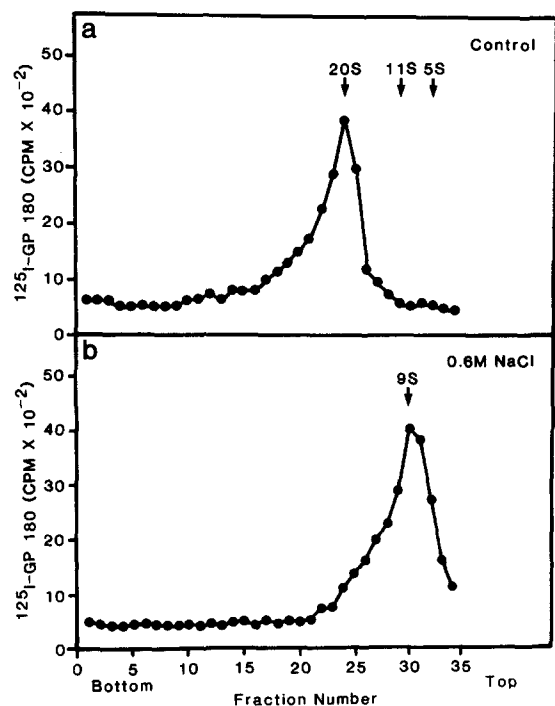 a
Control
20S 11S 5S
50
40
30
20
10
0
¹²⁵I-GP 180 (CPM X 10⁻²)
b
0.6M NaCl
9S
50
40
30
20
10
0
¹²⁵I-GP 180 (CPM X 10⁻²)
0 5 10 15 20 25 30 35
Bottom Top
Fraction Number